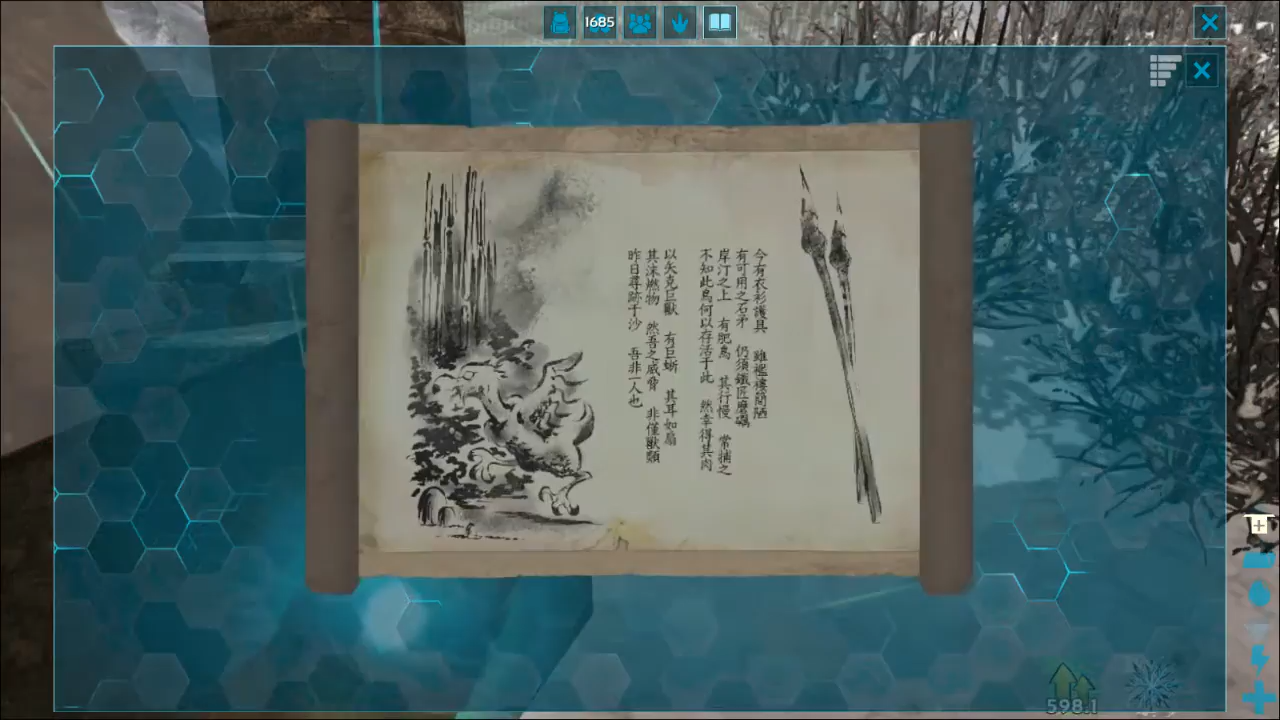 1685
今有衣衫護具　雖襤褸簡陋
有可用之石矛　仍須鐵匠磨礪
岸汀之上　有肥鳥　其行慢　常捕之
不知此鳥何以存活于此　然幸得其肉
以矢克巨獸　有巨蜥　其耳如扇
其沫燃物　然吾之威脅　非僅獸類
昨日尋跡于沙　吾非一人也
598.1